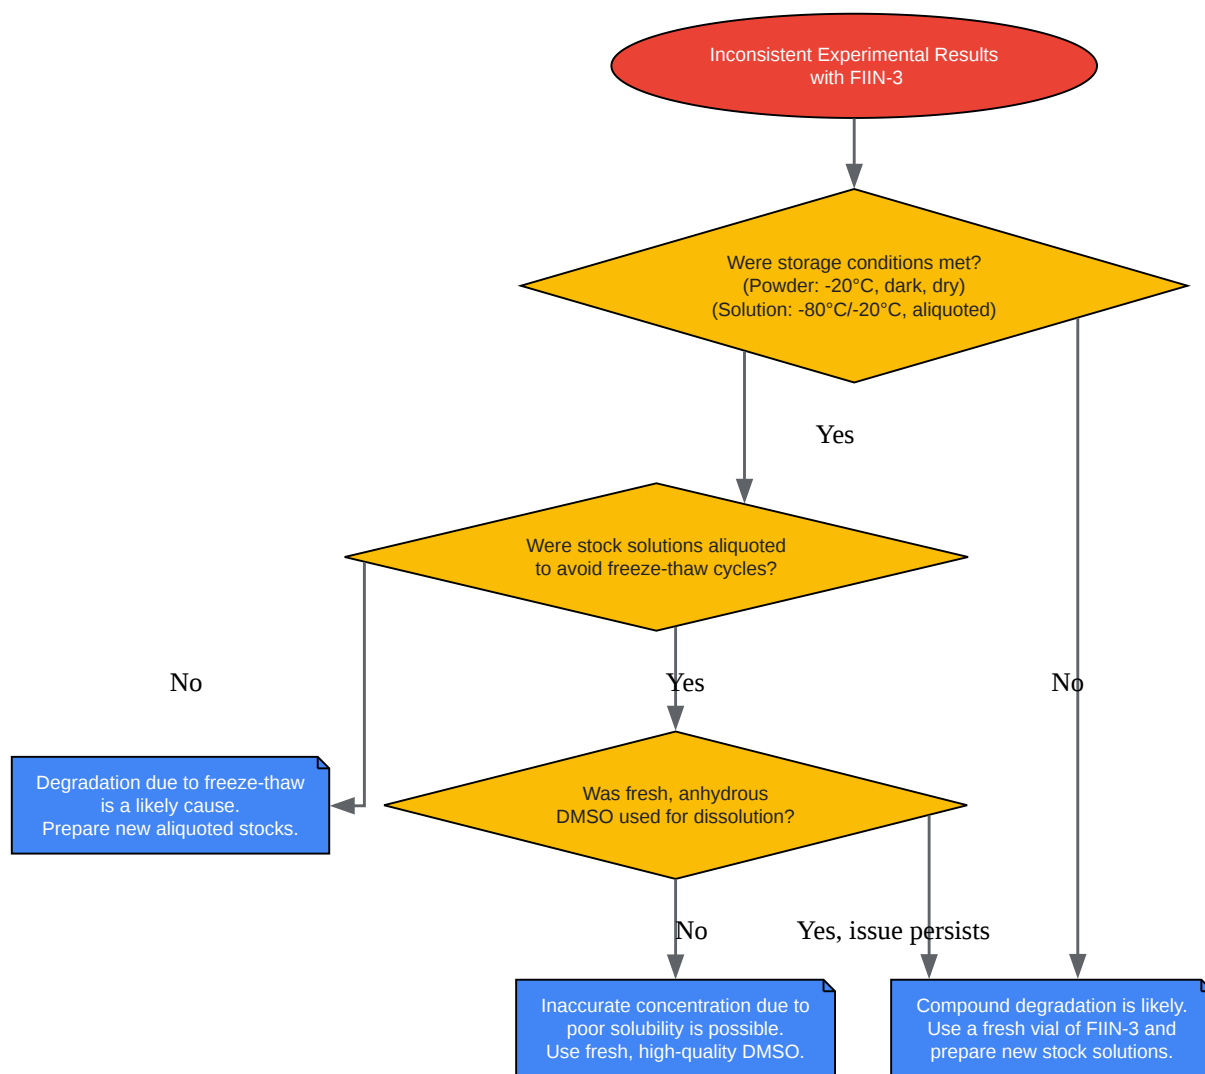 Inconsistent Experimental Results
with FIIN-3
Were storage conditions met?
(Powder: -20°C, dark, dry)
(Solution: -80°C/-20°C, aliquoted)
Yes
Were stock solutions aliquoted
to avoid freeze-thaw cycles?
No
Yes
No
Degradation due to freeze-thaw
is a likely cause.
Prepare new aliquoted stocks.
Was fresh, anhydrous
DMSO used for dissolution?
No
Yes, issue persists
Inaccurate concentration due to
poor solubility is possible.
Use fresh, high-quality DMSO.
Compound degradation is likely.
Use a fresh vial of FIIN-3 and
prepare new stock solutions.